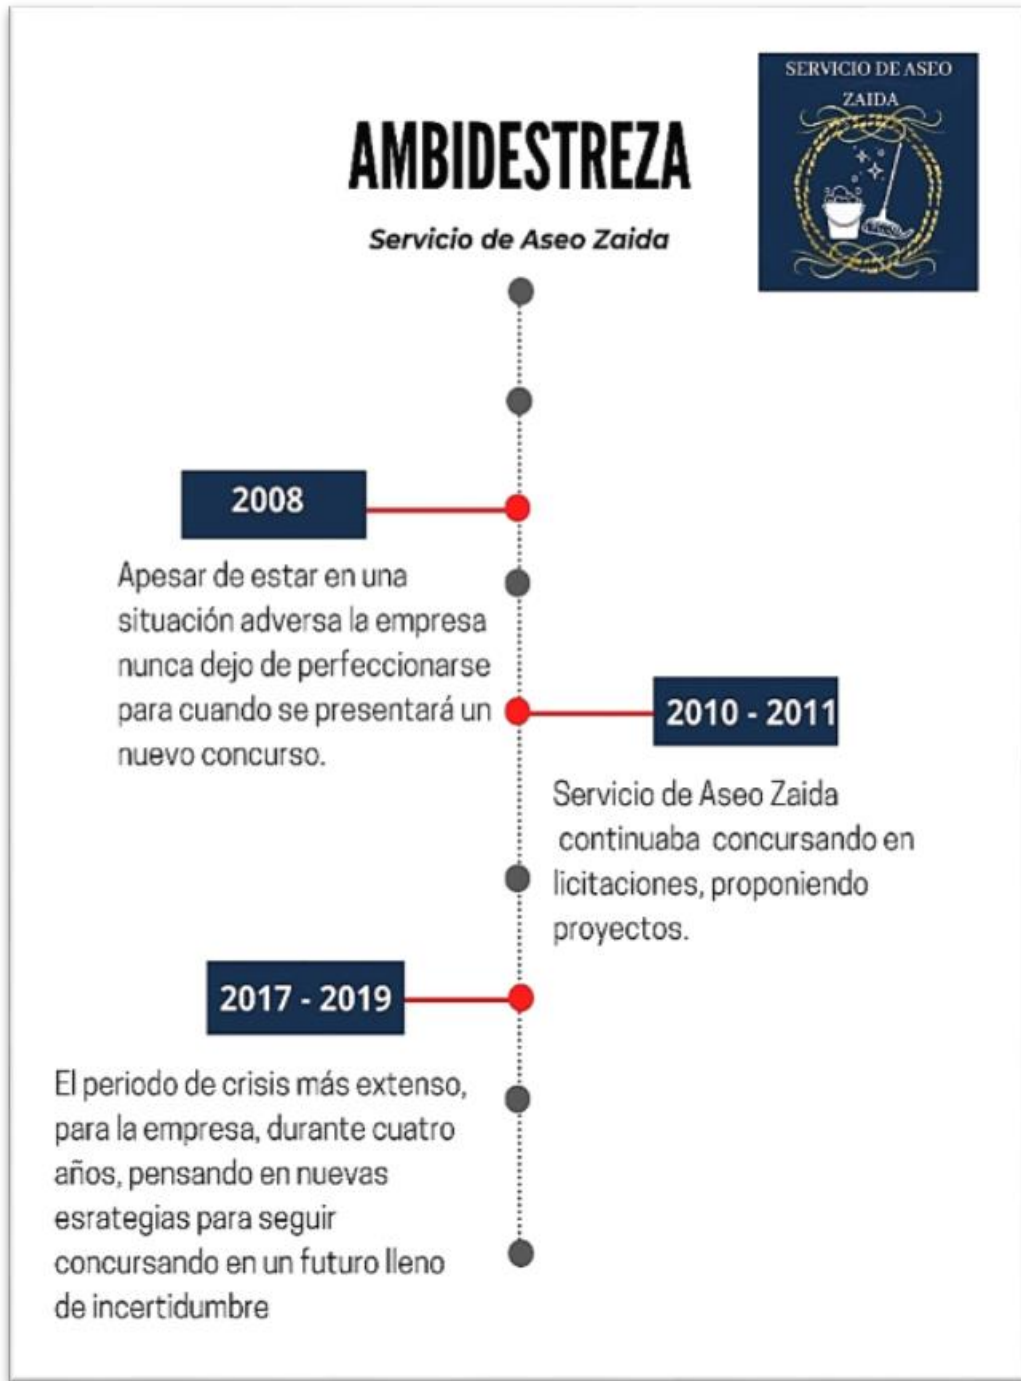 SERVICIO DE ASEO
ZAIDA
AMBIDESTREZA
Servicio de Aseo Zaida
2008
Apesar de estar en una
situación adversa la empresa
nunca dejo de perfeccionarse
para cuando se presentará un
nuevo concurso.
2010 - 2011
Servicio de Aseo Zaida
continuaba concursando en
licitaciones, proponiendo
proyectos.
2017 - 2019
El periodo de crisis más extenso,
para la empresa, durante cuatro
años, pensando en nuevas
esrategias para seguir
concursando en un futuro lleno
de incertidumbre